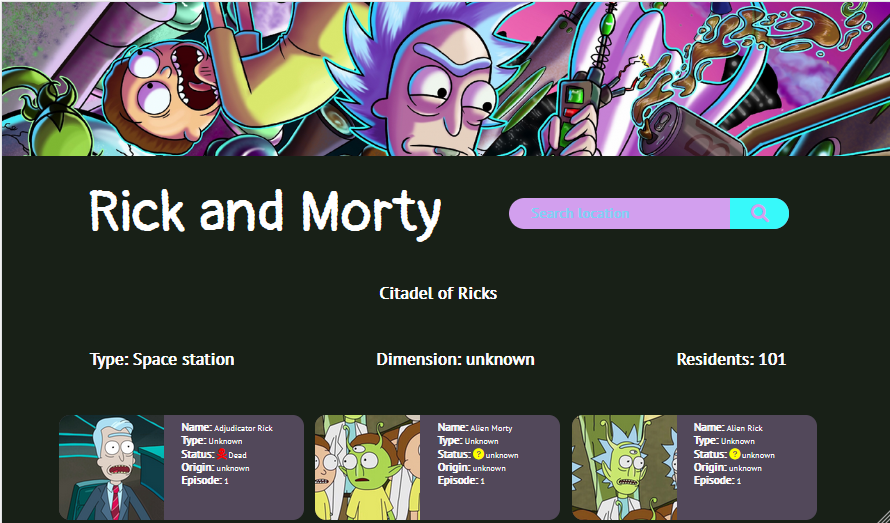 Rick and Morty
Search location
Citadel of Ricks
Type: Space station
Dimension: unknown
Residents: 101
Name: Adjudicator Rick
Type: Unknown
Status: Dead
Origin: unknown
Episode: 1
Name: Alien Morty
Type: Unknown
Status: ? unknown
Origin: unknown
Episode: 1
Name: Alien Rick
Type: Unknown
Status: ? unknown
Origin: unknown
Episode: 1